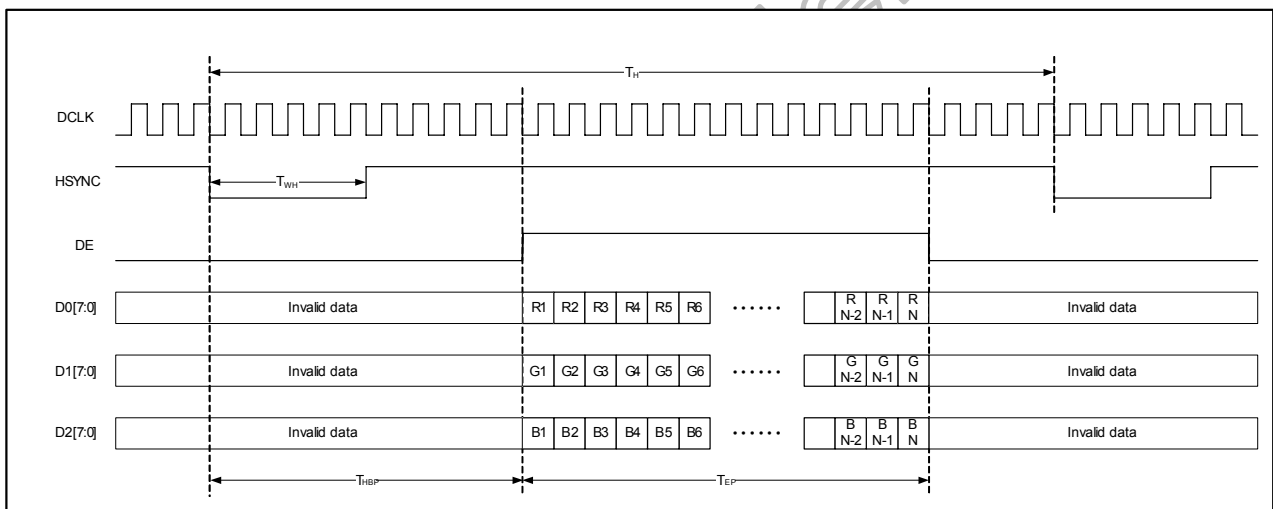 TH
DCLK
HSYNC
TWH
DE
D0[7:0] Invalid data R1 R2 R3 R4 R5 R6 ······ R N-2 R N-1 R N Invalid data
D1[7:0] Invalid data G1 G2 G3 G4 G5 G6 ······ G N-2 G N-1 G N Invalid data
D2[7:0] Invalid data B1 B2 B3 B4 B5 B6 ······ B N-2 B N-1 B N Invalid data
THBP TEP